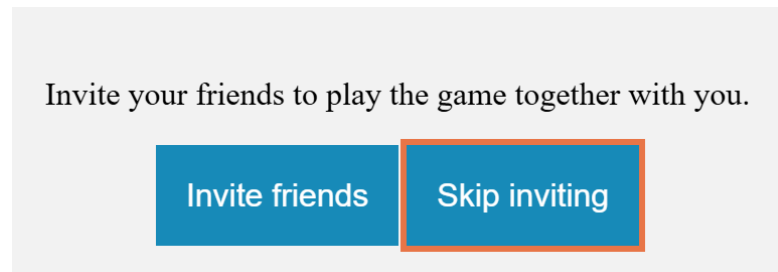 Invite your friends to play the game together with you.
Invite friends
Skip inviting